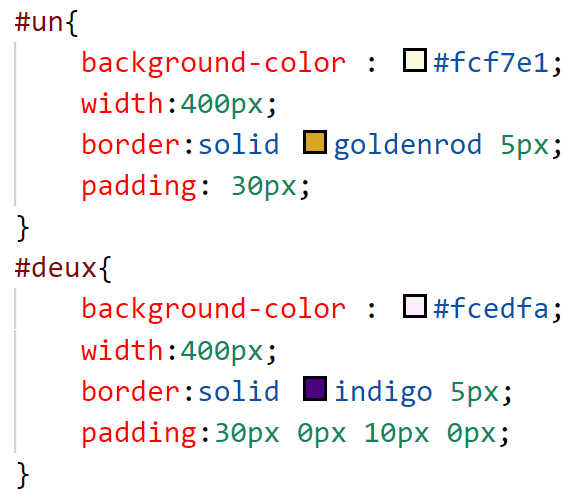 #un{
background-color : #fcf7e1;
width:400px;
border:solid goldenrod 5px;
padding: 30px;
}
#deux{
background-color : #fcedfa;
width:400px;
border:solid indigo 5px;
padding:30px 0px 10px 0px;
}